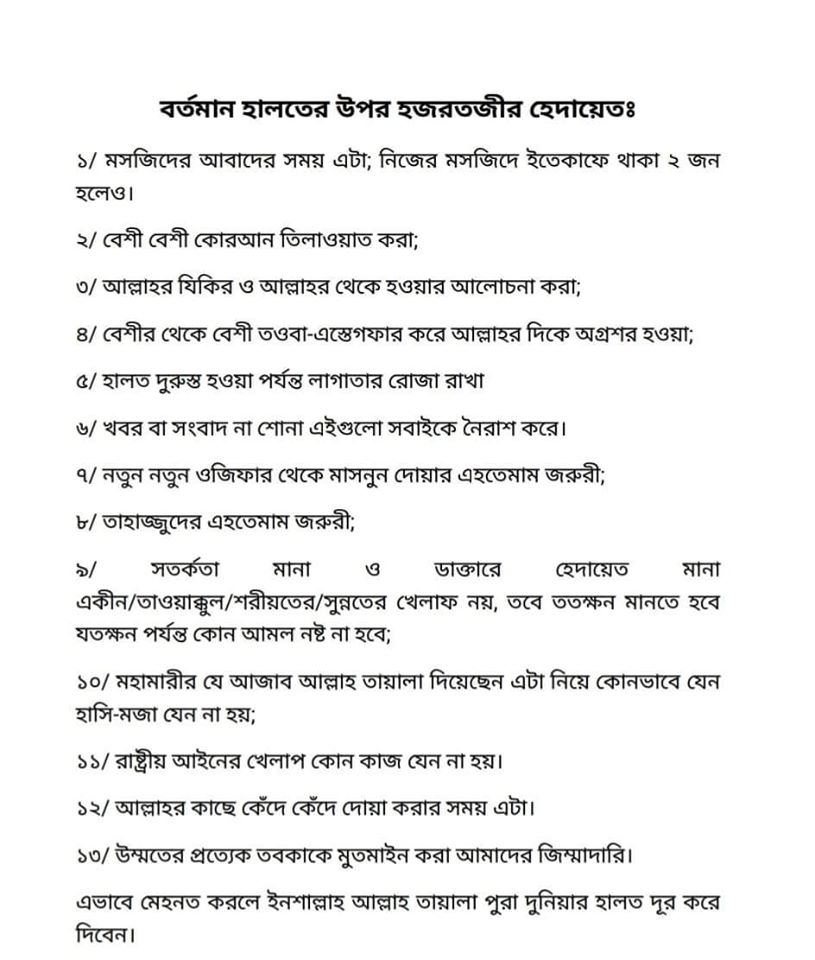 বর্তমান হালতের উপর হজরতজীর হেদায়েতঃ
১/ মসজিদের আবাদের সময় এটা; নিজের মসজিদে ইতেকাফে থাকা ২ জন
হলেও।
২/ বেশী বেশী কোরআন তিলাওয়াত করা;
৩/ আল্লাহর যিকির ও আল্লাহর থেকে হওয়ার আলোচনা করা;
৪/ বেশীর থেকে বেশী তওবা-এস্তেগফার করে আল্লাহর দিকে অগ্রশর হওয়া;
৫/ হালত দুরুস্ত হওয়া পর্যন্ত লাগাতার রোজা রাখা
৬/ খবর বা সংবাদ না শোনা এইগুলো সবাইকে নৈরাশ করে।
৭/ নতুন নতুন ওজিফার থেকে মাসনুন দোয়ার এহতেমাম জরুরী;
৮/ তাহাজ্জুদের এহতেমাম জরুরী;
৯/ সতর্কতা মানা ও ডাক্তারে হেদায়েত মানা
একীন/তাওয়াক্কুল/শরীয়তের/সুন্নতের খেলাফ নয়, তবে ততক্ষন মানতে হবে
যতক্ষন পর্যন্ত কোন আমল নষ্ট না হবে;
১০/ মহামারীর যে আজাব আল্লাহ তায়ালা দিয়েছেন এটা নিয়ে কোনভাবে যেন
হাসি-মজা যেন না হয়;
১১/ রাষ্ট্রীয় আইনের খেলাপ কোন কাজ যেন না হয়।
১২/ আল্লাহর কাছে কেঁদে কেঁদে দোয়া করার সময় এটা।
১৩/ উম্মতের প্রত্যেক তবকাকে মুতমাইন করা আমাদের জিম্মাদারি।
এভাবে মেহনত করলে ইনশাল্লাহ আল্লাহ তায়ালা পুরা দুনিয়ার হালত দূর করে
দিবেন।